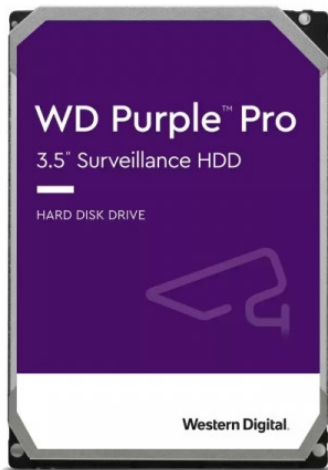 WD Purple™ Pro
3.5" Surveillance HDD
HARD DISK DRIVE
Western Digital.